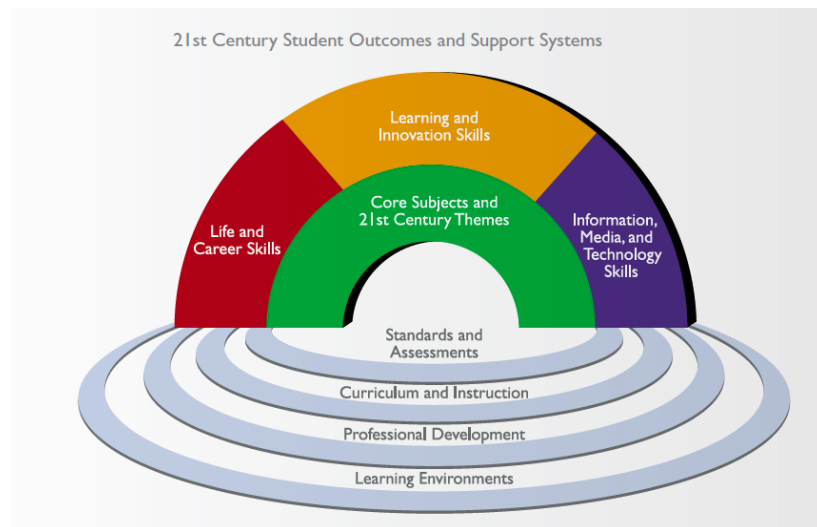 21st Century Student Outcomes and Support Systems
Learning and
Innovation Skills
Core Subjects and
21st Century Themes
Life and
Career Skills
Information,
Media, and
Technology
Skills
Standards and
Assessments
Curriculum and Instruction
Professional Development
Learning Environments